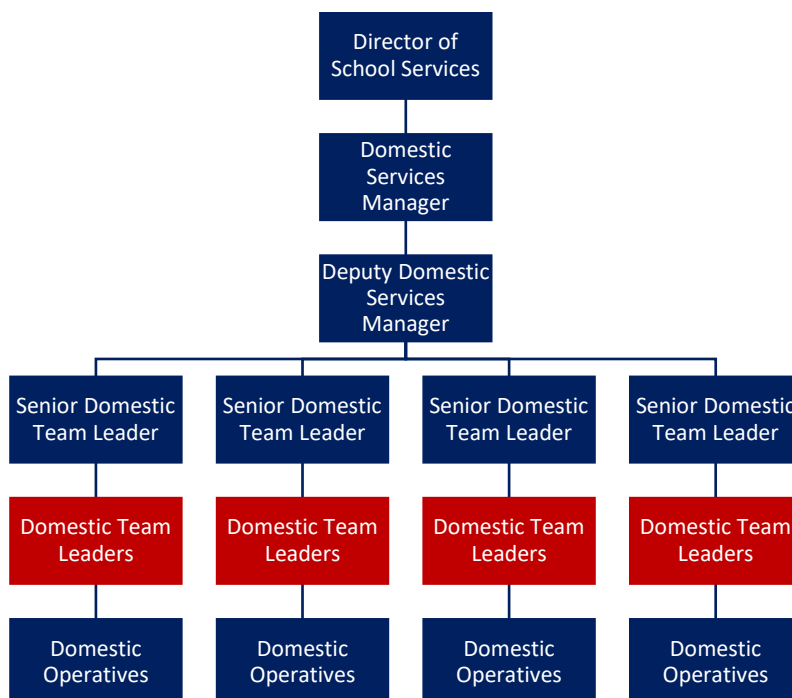 Director of
School Services
Domestic
Services
Manager
Deputy Domestic
Services
Manager
Senior Domestic
Team Leader
Senior Domestic
Team Leader
Senior Domestic
Team Leader
Senior Domestic
Team Leader
Domestic Team
Leaders
Domestic Team
Leaders
Domestic Team
Leaders
Domestic Team
Leaders
Domestic
Operatives
Domestic
Operatives
Domestic
Operatives
Domestic
Operatives